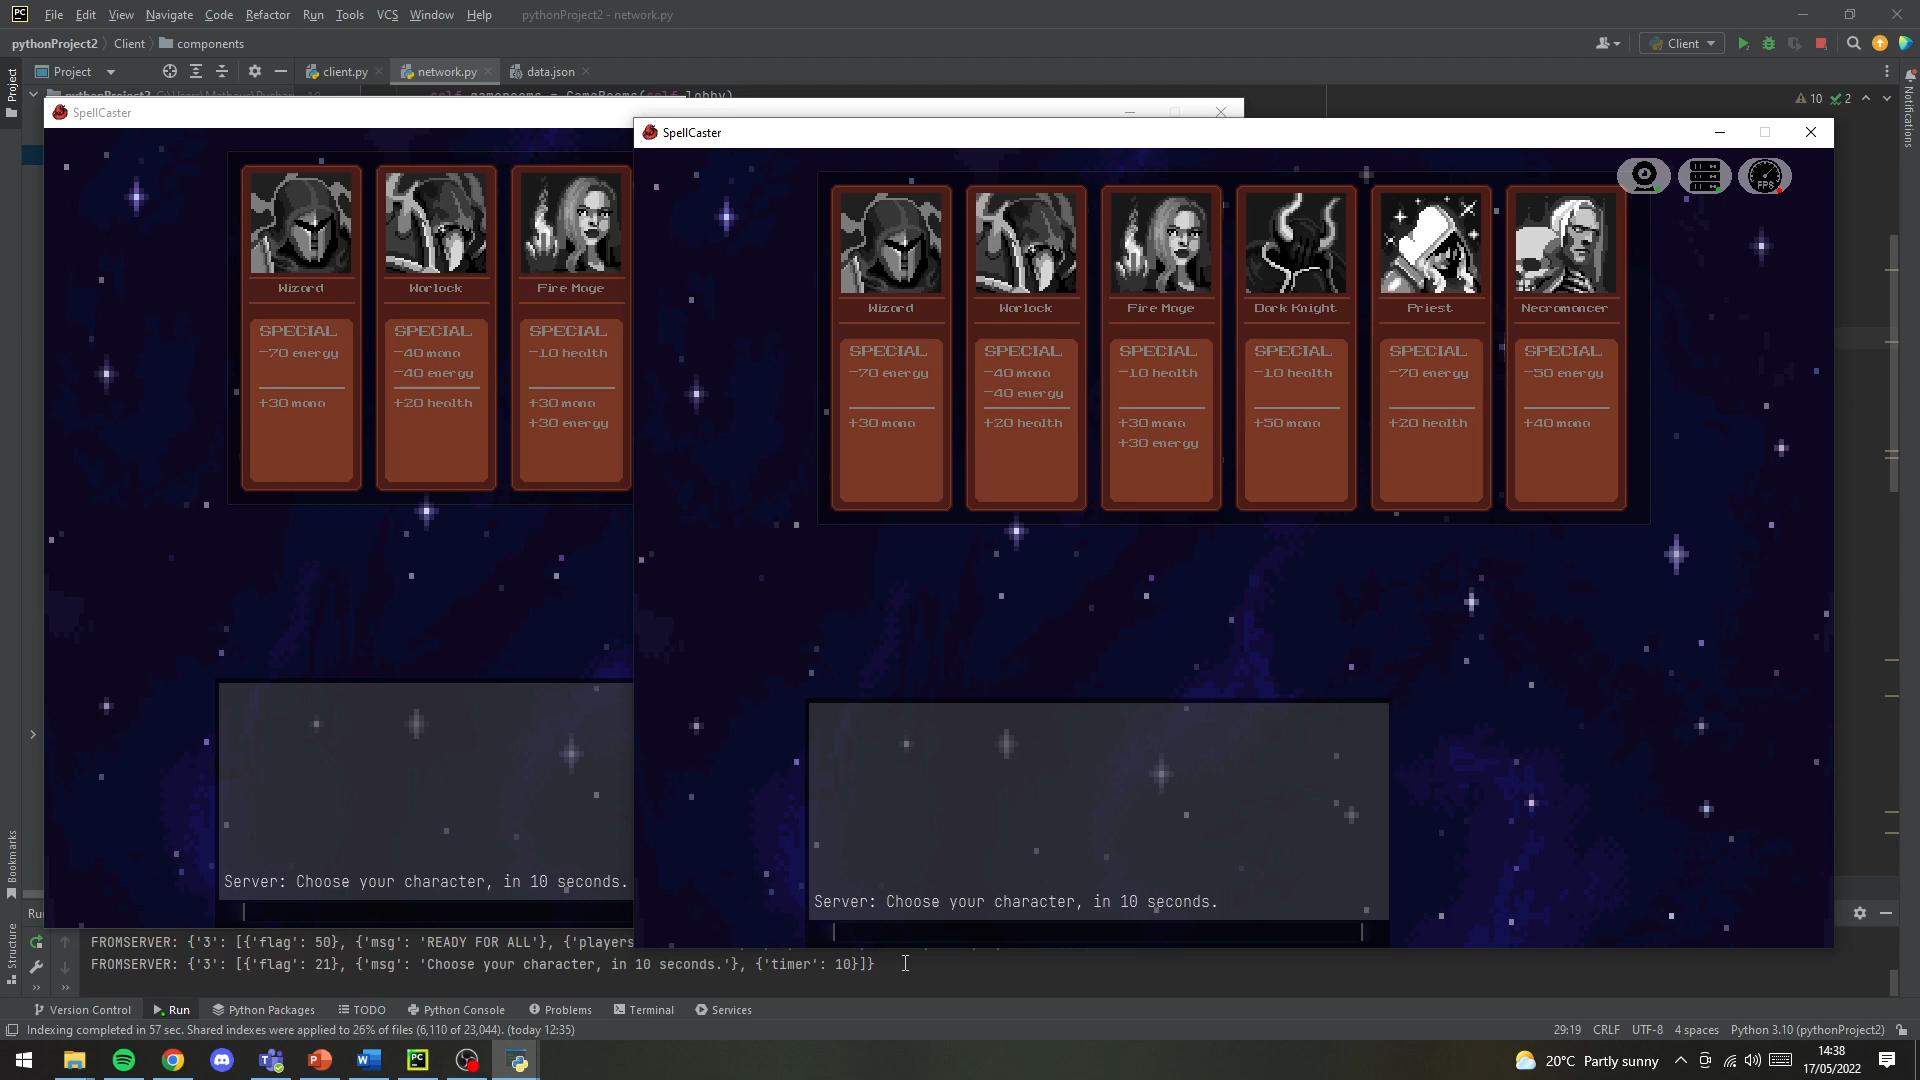 File Edit View Navigate Code Refactor Run Tools VCS Window Help pythonProject2 - network.py
pythonProject2 Client components
Client
Project client.py network.py data.json
10 2
SpellCaster
SpellCaster
Wizard Warlock Fire Mage
SPECIAL SPECIAL SPECIAL
-70 energy -40 mana -10 health
-40 energy
+30 mana +20 health +30 mana
+30 energy
Server: Choose your character, in 10 seconds.
FPS
Wizard Warlock Fire Mage Dark Knight Priest Necromancer
SPECIAL SPECIAL SPECIAL SPECIAL SPECIAL SPECIAL
-70 energy -40 mana -10 health -10 health -70 energy -50 energy
-40 energy
+30 mana +20 health +30 mana +50 mana +20 health +40 mana
+30 energy
Server: Choose your character, in 10 seconds.
Project
Bookmarks
Structure
Notifications
FROMSERVER: {'3': [{'flag': 50}, {'msg': 'READY FOR ALL'}, {'players
FROMSERVER: {'3': [{'flag': 21}, {'msg': 'Choose your character, in 10 seconds.'}, {'timer': 10}]}
Version Control Run Python Packages TODO Python Console Problems Terminal Services
Indexing completed in 57 sec. Shared indexes were applied to 26% of files (6,110 of 23,044). (today 12:35)
29:19 CRLF UTF-8 4 spaces Python 3.10 (pythonProject2)
20°C Partly sunny
14:38
17/05/2022